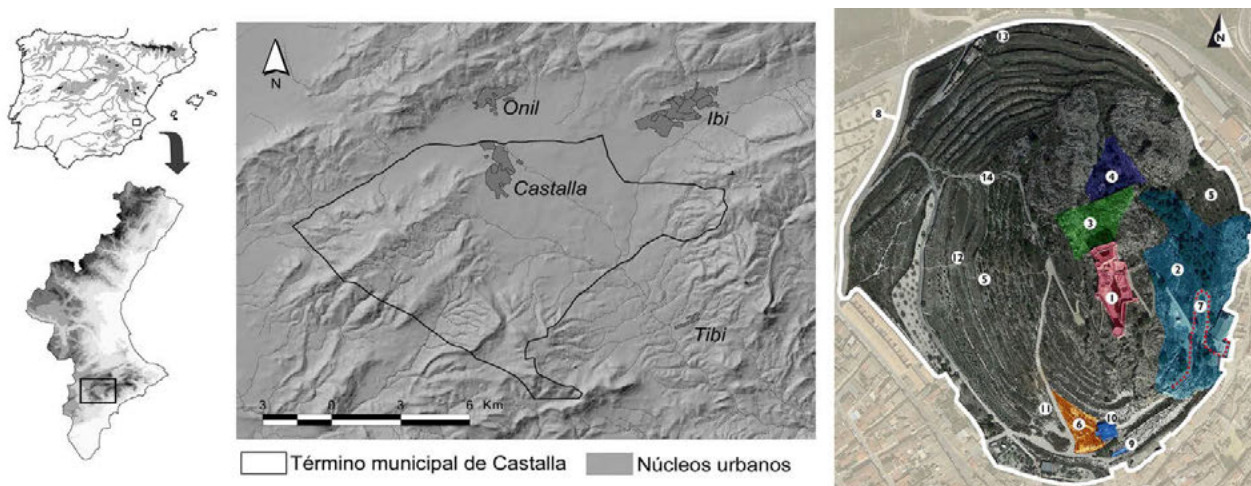 N
Onil
Ibi
Castalla
Tibi
3 0 3 6 Km
Término municipal de Castalla
Núcleos urbanos
N
13
8
4
14
5
3
12
5
2
1
7
11
6
10
9